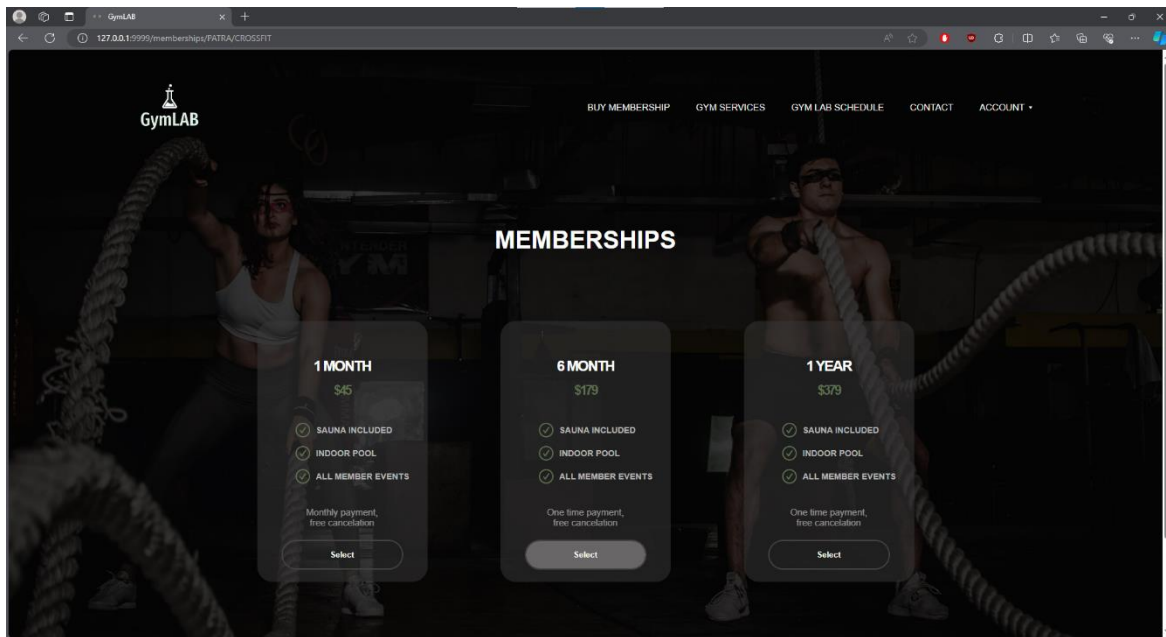 GymLAB
127.0.0.1:9999/memberships/PATRA/CROSSFIT
GymLAB
BUY MEMBERSHIP GYM SERVICES GYM LAB SCHEDULE CONTACT ACCOUNT
MEMBERSHIPS
1 MONTH
$45
SAUNA INCLUDED
INDOOR POOL
ALL MEMBER EVENTS
Monthly payment,
free cancelation
Select
6 MONTH
$179
SAUNA INCLUDED
INDOOR POOL
ALL MEMBER EVENTS
One time payment,
free cancelation
Select
1 YEAR
$379
SAUNA INCLUDED
INDOOR POOL
ALL MEMBER EVENTS
One time payment,
free cancelation
Select